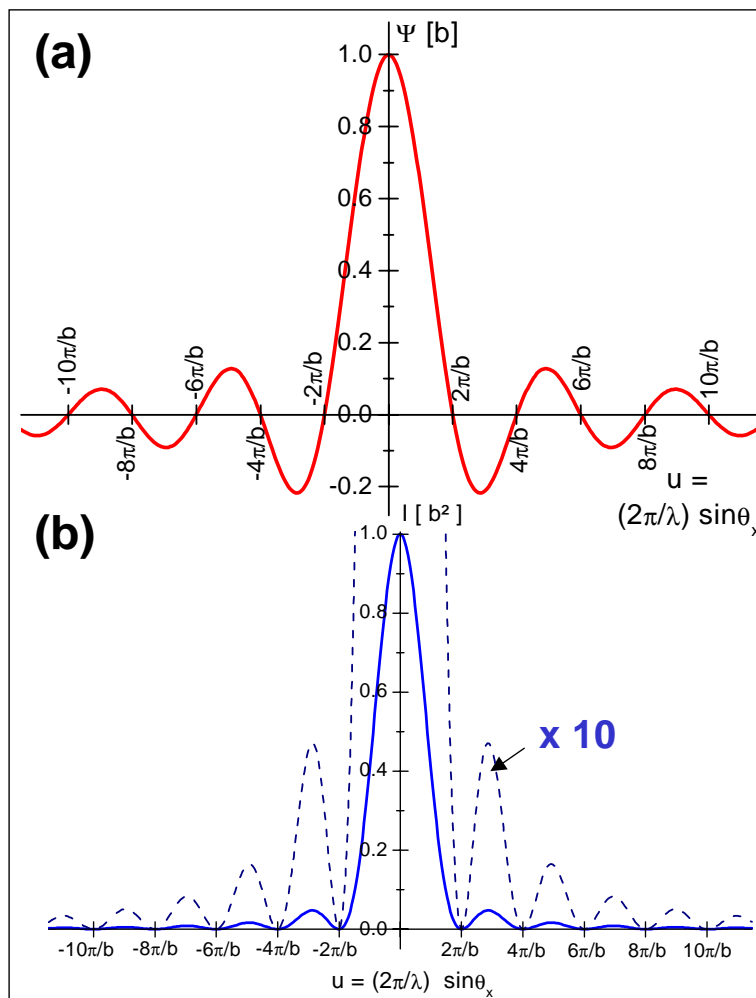 (a)
Ψ [b]
1.0
0.8
0.6
0.4
0.2
0.0
-0.2
-10π/b
-8π/b
-6π/b
-4π/b
-2π/b
2π/b
4π/b
6π/b
8π/b
10π/b
u =
(2π/λ) sinθx
(b)
I [ b² ]
1.0
0.8
0.6
0.4
0.2
0.0
x 10
-10π/b -8π/b -6π/b -4π/b -2π/b 2π/b 4π/b 6π/b 8π/b 10π/b
u = (2π/λ) sinθx